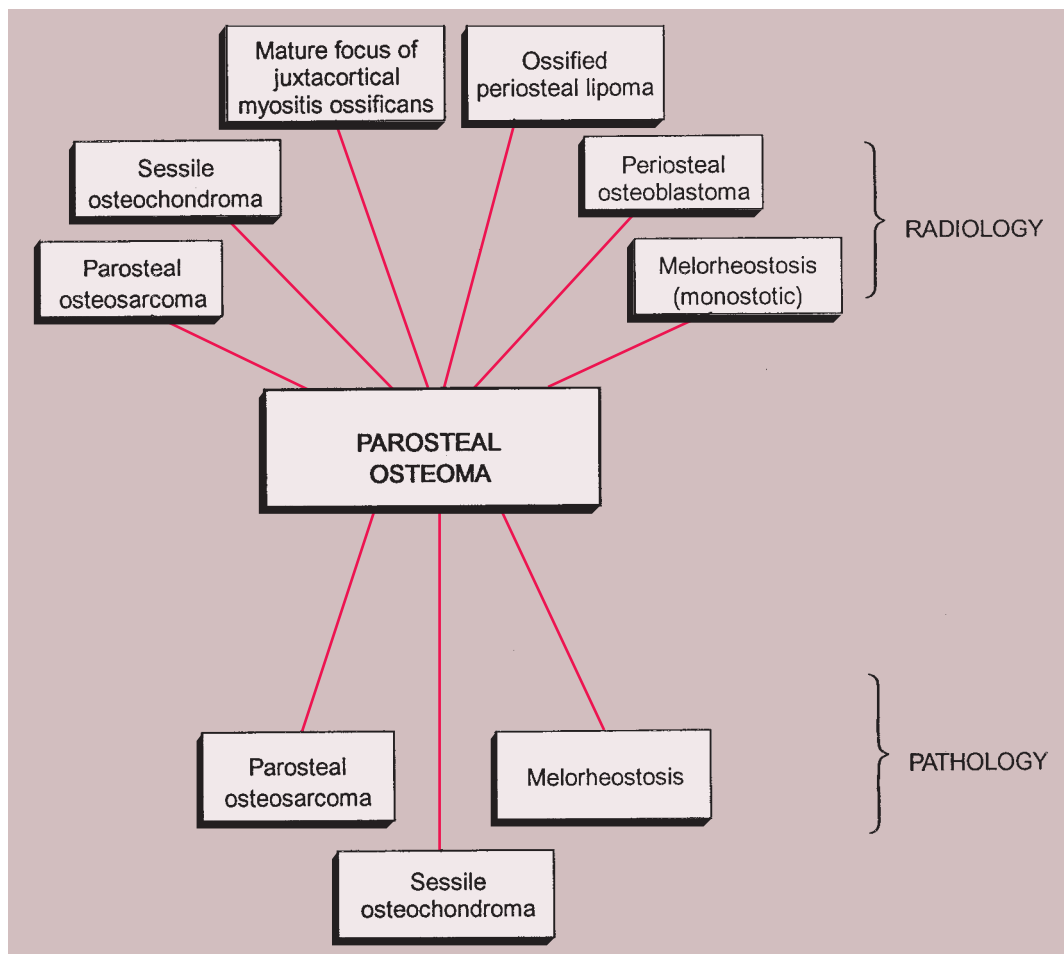 Mature focus of
juxtacortical
myositis ossificans
Ossified
periosteal lipoma
Sessile
osteochondroma
Periosteal
osteoblastoma
RADIOLOGY
Parosteal
osteosarcoma
Melorheostosis
(monostotic)
PAROSTEAL
OSTEOMA
Parosteal
osteosarcoma
Melorheostosis
PATHOLOGY
Sessile
osteochondroma